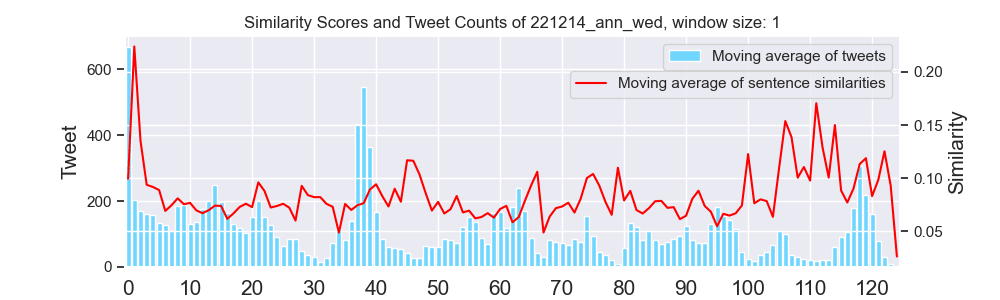 Similarity Scores and Tweet Counts of 221214_ann_wed, window size: 1
Moving average of tweets
Moving average of sentence similarities
Tweet
600
400
200
0
Similarity
0.20
0.15
0.10
0.05
0 10 20 30 40 50 60 70 80 90 100 110 120